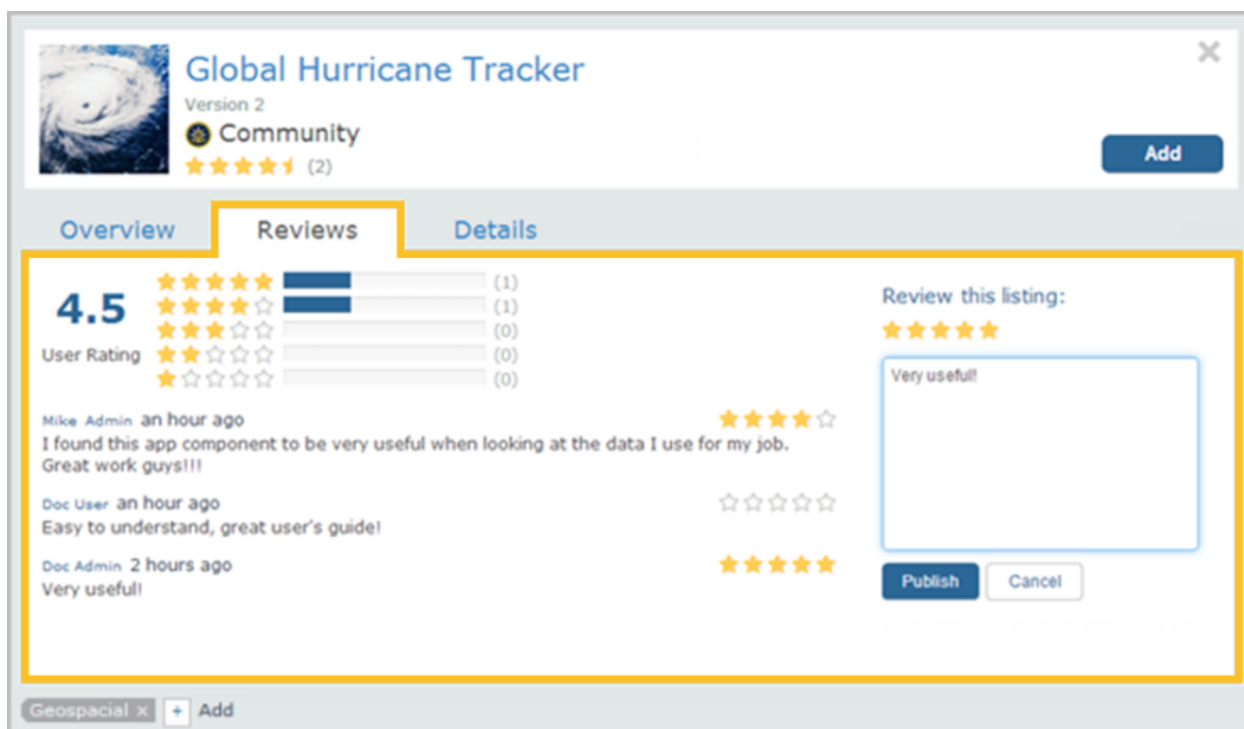 Global Hurricane Tracker
Version 2
Community
(2)
Add
Overview
Reviews
Details
4.5
User Rating
(1)
(1)
(0)
(0)
(0)
Mike Admin an hour ago
I found this app component to be very useful when looking at the data I use for my job.
Great work guys!!!
Doc User an hour ago
Easy to understand, great user's guide!
Doc Admin 2 hours ago
Very useful!
Review this listing:
Very useful!
Publish
Cancel
Geospacial ×
+ Add